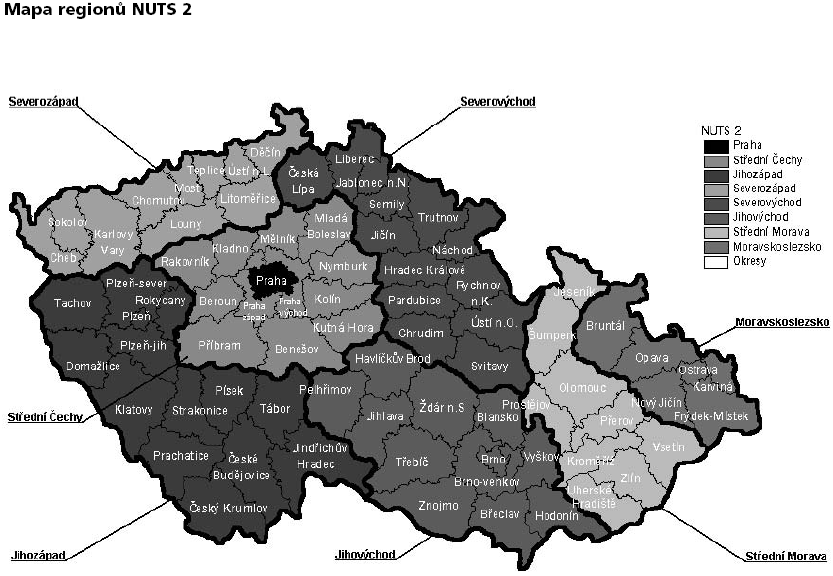 Mapa regionů NUTS 2
Severozápad
Severovýchod
NUTS 2
Praha
Střední Čechy
Jihozápad
Severozápad
Severovýchod
Jihovýchod
Střední Morava
Moravskoslezsko
Okresy
Děčín
Teplice
Ústí n.L.
Most
Chomutov
Litoměřice
Louny
Sokolov
Karlovy
Vary
Cheb
Česká
Lípa
Liberec
Jablonec n.N.
Semily
Trutnov
Jičín
Náchod
Hradec Králové
Rychnov
n.K.
Pardubice
Ústí n.O.
Chrudim
Svitavy
Mladá
Boleslav
Mělník
Kladno
Rakovník
Nymburk
Praha
Beroun
Praha
západ
Praha
východ
Kolín
Kutná Hora
Příbram
Benešov
Plzeň-sever
Tachov
Rokycany
Plzeň
Plzeň-jih
Domažlice
Klatovy
Písek
Strakonice
Tábor
Prachatice
České
Budějovice
Jindřichův
Hradec
Český Krumlov
Havlíčkův Brod
Pelhřimov
Jihlava
Žďár n.S
Blansko
Třebíč
Brno
Brno-venkov
Vyškov
Znojmo
Břeclav
Hodonín
Jeseník
Šumperk
Olomouc
Prostějov
Přerov
Kroměříž
Vsetín
Zlín
Uherské
Hradiště
Bruntál
Opava
Ostrava
Karviná
Nový Jičín
Frýdek-Místek
Moravskoslezsko
Střední Čechy
Jihozápad
Jihovýchod
Střední Morava